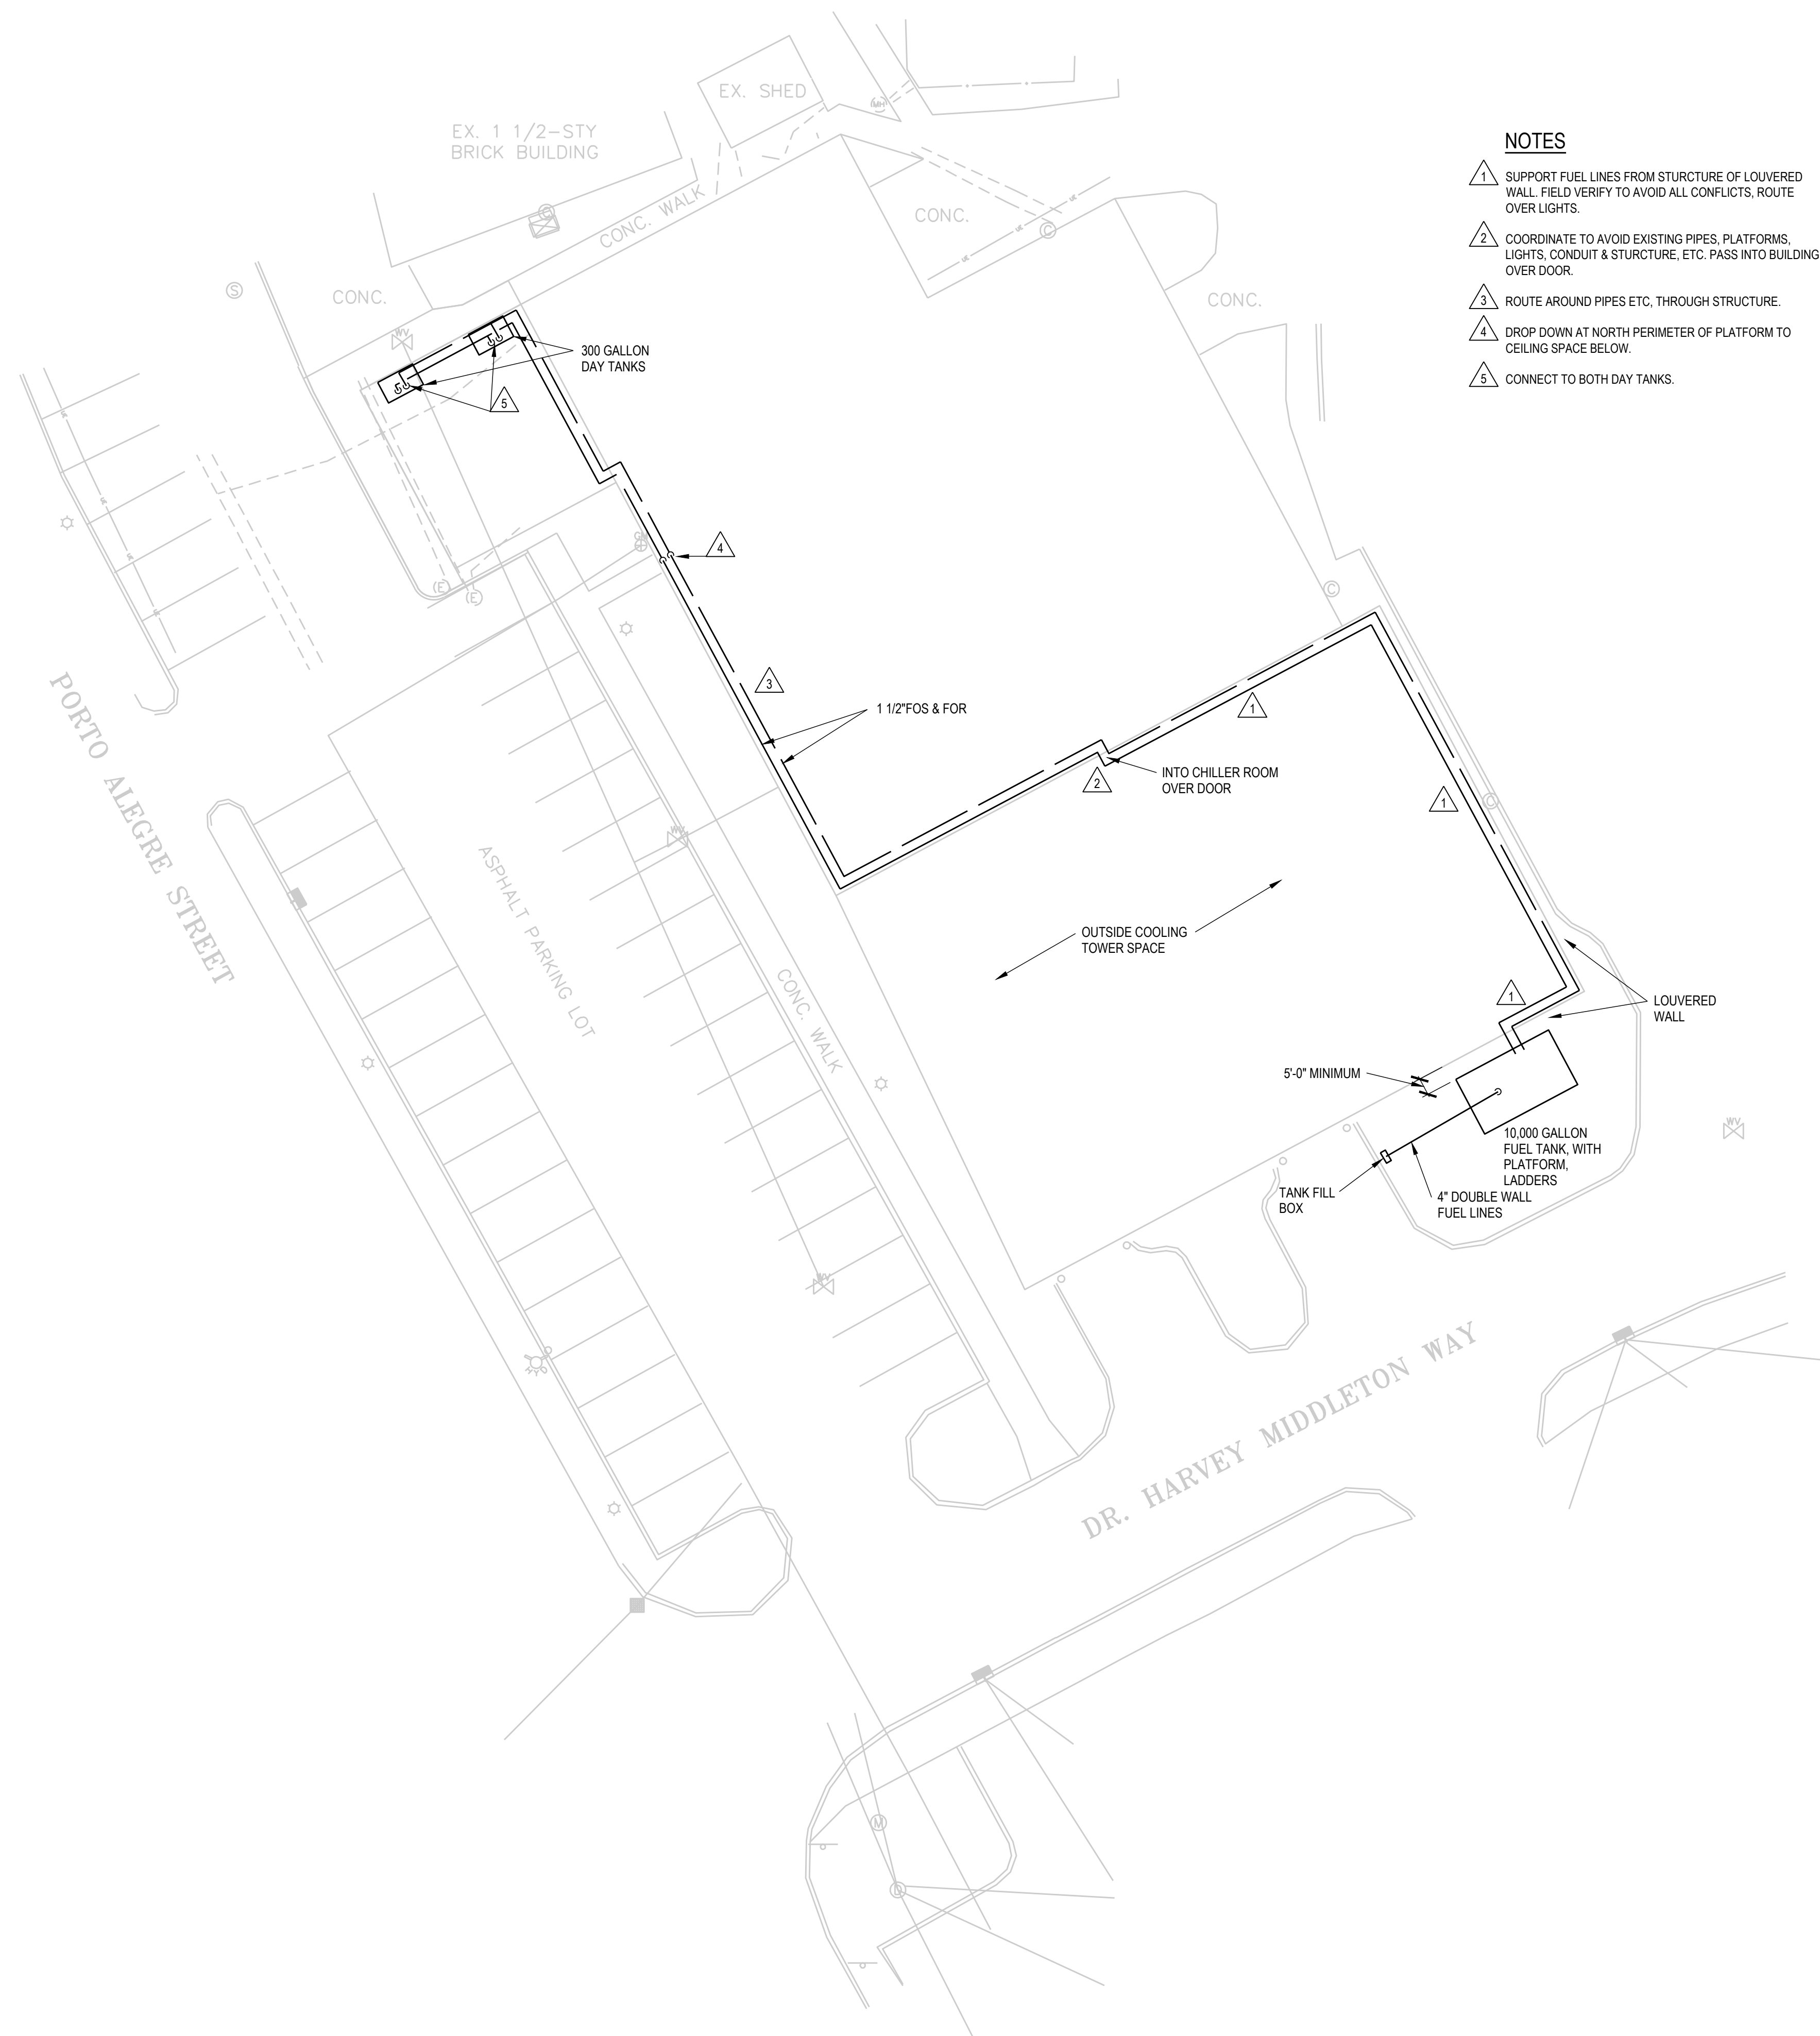 EX. SHED
EX. 1 1/2-STY
BRICK BUILDING
MH
CONC. WALK
G
CONC.
C
S
CONC.
CONC.
WV
300 GALLON
DAY TANKS
5
NOTES
1 SUPPORT FUEL LINES FROM STURCTURE OF LOUVERED
WALL. FIELD VERIFY TO AVOID ALL CONFLICTS, ROUTE
OVER LIGHTS.
2 COORDINATE TO AVOID EXISTING PIPES, PLATFORMS,
LIGHTS, CONDUIT & STURCTURE, ETC. PASS INTO BUILDING
OVER DOOR.
3 ROUTE AROUND PIPES ETC, THROUGH STRUCTURE.
4 DROP DOWN AT NORTH PERIMETER OF PLATFORM TO
CEILING SPACE BELOW.
5 CONNECT TO BOTH DAY TANKS.
4
(E)
(E)
C
3
1 1/2"FOS & FOR
1
INTO CHILLER ROOM
OVER DOOR
2
1
C
PORTO ALEGRE STREET
WV
ASPHALT PARKING LOT
CONC. WALK
OUTSIDE COOLING
TOWER SPACE
1
LOUVERED
WALL
5'-0" MINIMUM
10,000 GALLON
FUEL TANK, WITH
PLATFORM,
LADDERS
WV
TANK FILL
BOX
4" DOUBLE WALL
FUEL LINES
WV
HY
DR. HARVEY MIDDLETON WAY
M
D